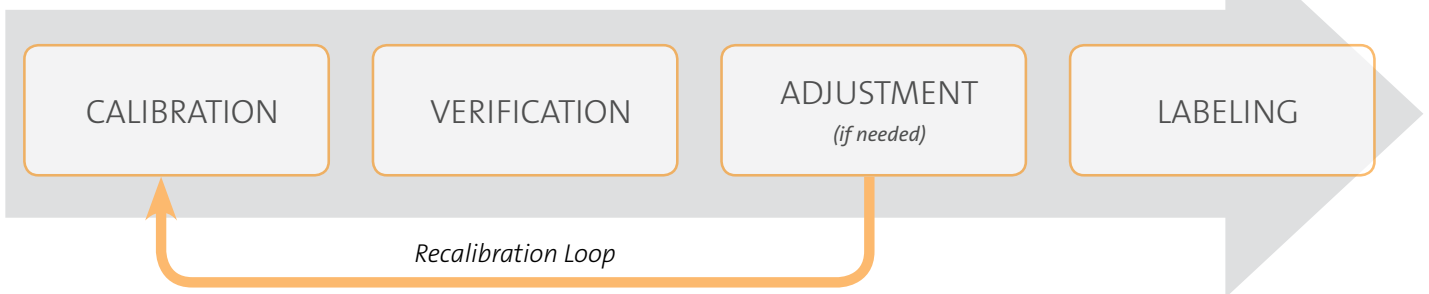 CALIBRATION
VERIFICATION
ADJUSTMENT
(if needed)
LABELING
Recalibration Loop